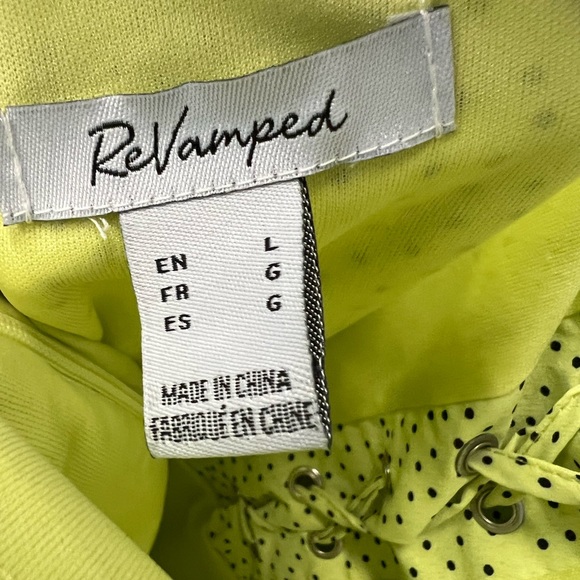 ReVamped
EN L
FR G
ES G
MADE IN CHINA
FABRIQUÉ EN CHINE